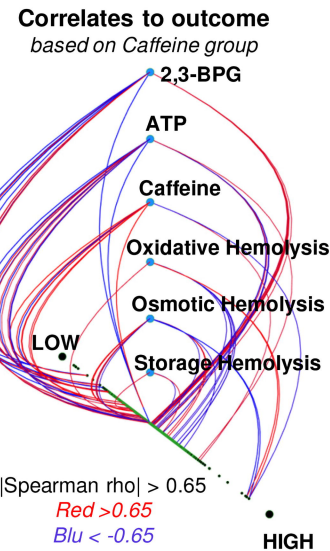 Correlates to outcome
based on Caffeine group
2,3-BPG
ATP
Caffeine
Oxidative Hemolysis
Osmotic Hemolysis
LOW
Storage Hemolysis
|Spearman rho| > 0.65
Red >0.65
Blu < -0.65
HIGH